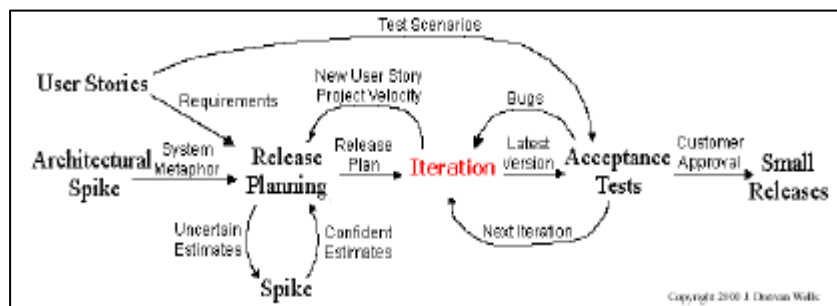 Test Scenarios
User Stories
Requirements
New User Story
Project Velocity
Bugs
Architectural
Spike
System
Metaphor
Release
Planning
Release
Plan
Iteration
Latest
Version
Acceptance
Tests
Customer
Approval
Small
Releases
Uncertain
Estimates
Confident
Estimates
Next Iteration
Spike
Copyright 2000 J. Donvan Wells